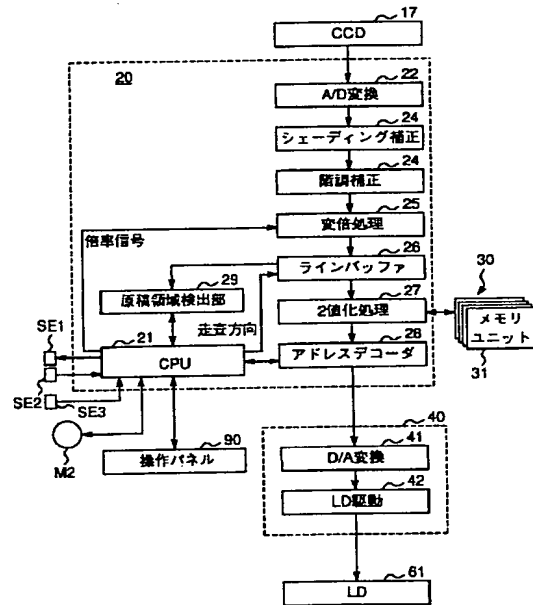 17
CCD
20
22
A/D変換
24
シェーディング補正
24
階調補正
25
変倍処理
倍率信号
26
ラインバッファ
29
原稿領域検出部
走査方向
27
2値化処理
30
メモリ
ユニット
31
SE1
21
CPU
28
アドレスデコーダ
SE2
SE3
M2
90
操作パネル
40
41
D/A変換
42
LD駆動
61
LD